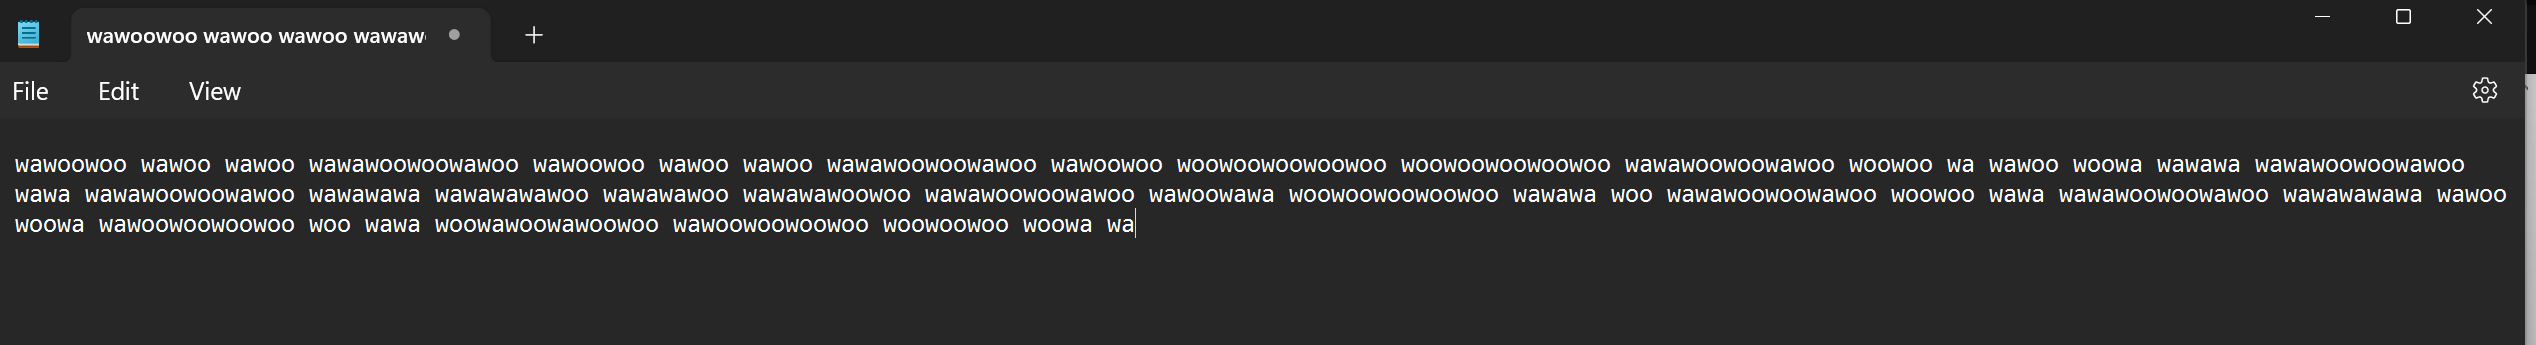 wawoowoo wawoo wawoo wawaw
File Edit View
wawoowoo wawoo wawoo wawawoowoowawoo wawoowoo wawoo wawoo wawawoowoowawoo wawoowoo woowoowoowoowoo woowoowoowoowoo wawawoowoowawoo woowoo wa wawoo woowa wawawa wawawoowoowawoo
wawa wawawoowoowawoo wawawawa wawawawawoo wawawawoo wawawawoowoo wawawoowoowawoo wawoowawa woowoowoowoowoo wawawa woo wawawoowoowawoo woowoo wawa wawawoowoowawoo wawawawawa wawoo
woowa wawoowoowoowoo woo wawa woowawoowawoowoo wawoowoowoowoo woowoowoo woowa wa